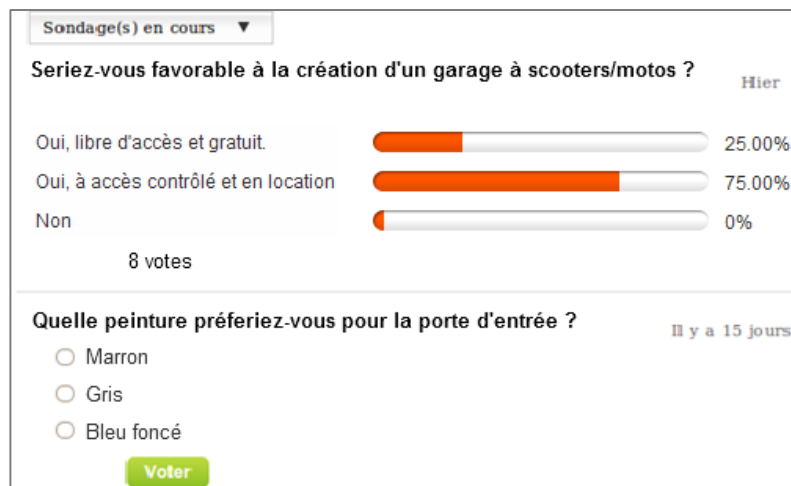 Sondage(s) en cours ▼
Seriez-vous favorable à la création d'un garage à scooters/motos ?
Hier
Oui, libre d'accès et gratuit.
25.00%
Oui, à accès contrôlé et en location
75.00%
Non
0%
8 votes
Quelle peinture préferiez-vous pour la porte d'entrée ?
Il y a 15 jours
Marron
Gris
Bleu foncé
Voter